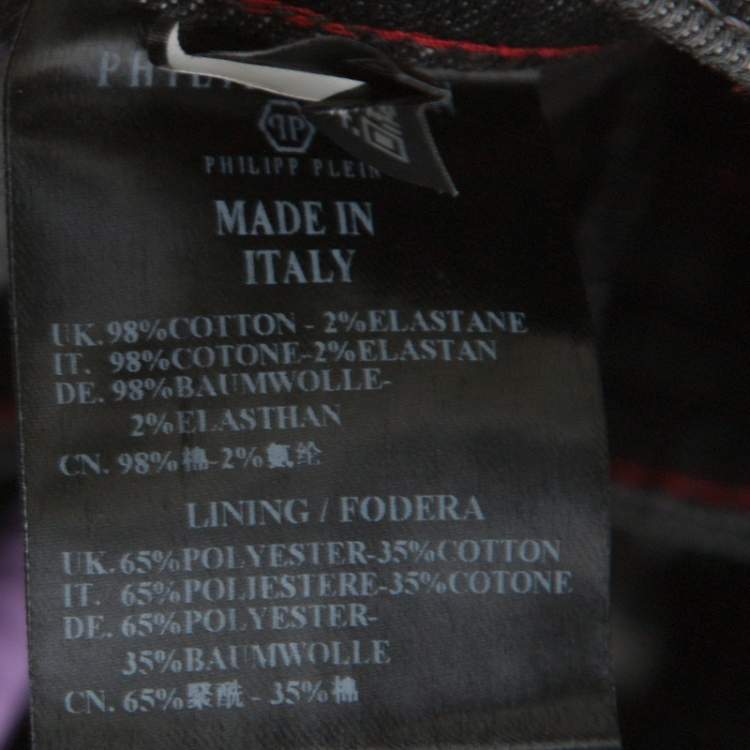 PHIL
PHILIPP PLEIN
MADE IN
ITALY
UK. 98%COTTON - 2%ELASTANE
IT. 98%COTONE-2%ELASTAN
DE. 98%BAUMWOLLE-
2%ELASTHAN
CN. 98%棉-2%氨纶
LINING / FODERA
UK. 65%POLYESTER-35%COTTON
IT. 65%POLIESTERE-35%COTONE
DE. 65%POLYESTER-
35%BAUMWOLLE
CN. 65%聚酰 - 35%棉